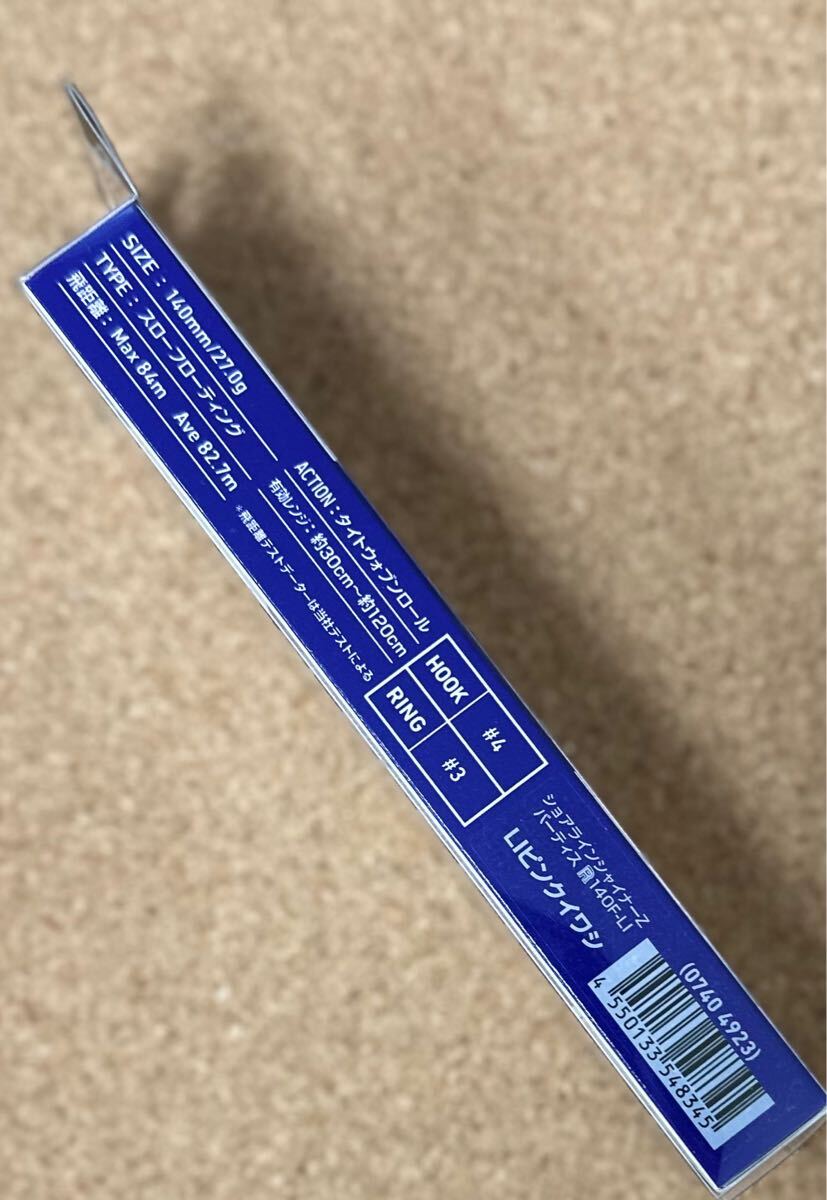 SIZE : 140mm/27.0g
TYPE : スローフローティング
飛距離 : Max 84m Ave 82.7m
ACTION : タイトウォブンロール
有効レンジ : 約30cm～約120cm
※飛距離テストデーターは当社テストによる
HOOK #4
RING #3
ショアラインシャイナーZ
バーティス R 140F-LI
LIピンクイワシ
(0740 4923)
4 550133 548345